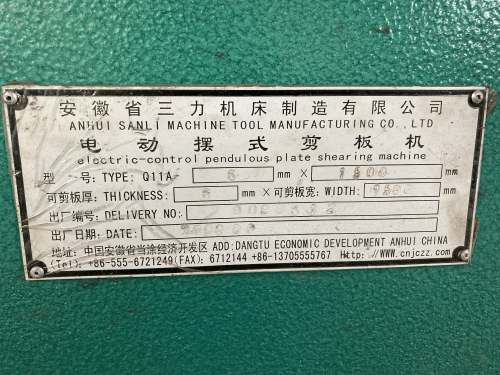 安徽省三力机床制造有限公司
ANHUI SANLI MACHINE TOOL MANUFACTURING CO.,LTD
电动摆式剪板机
electric-control pendulous plate shearing machine
型 号: TYPE: Q11A- mm ×  mm
可剪板厚: THICKNESS: mm ×可剪板宽: WIDTH: mm
出厂编号: DELIVERY NO:
出厂日期: DATE:
地址: 中国安徽省当涂经济开发区 ADD: DANGTU ECONOMIC DEVELOPMENT ANHUI CHINA
(Tel): +86-555-6721249(FAX): 6712144 +86-13705555767 Http://WWW.cnjczz.com